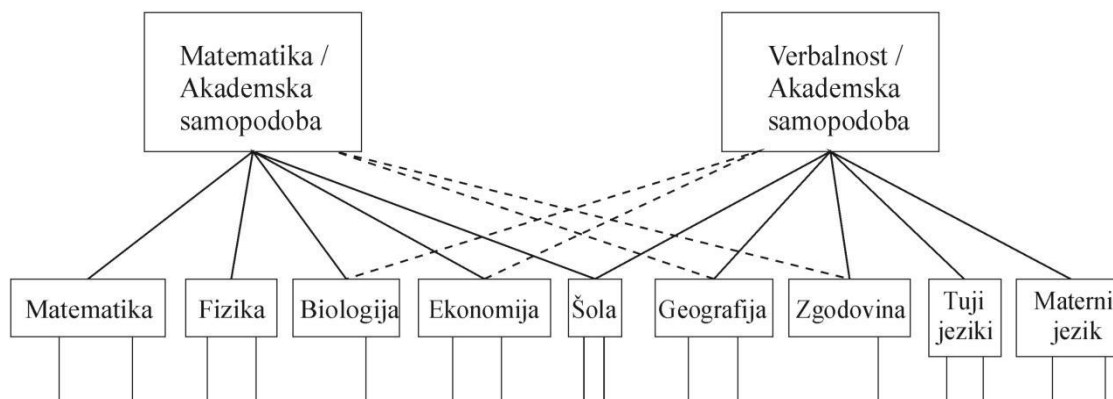 Matematika /
Akademska
samopodoba
Verbalnost /
Akademska
samopodoba
Matematika
Fizika
Biologija
Ekonomija
Šola
Geografija
Zgodovina
Tuji
jeziki
Materni
jezik